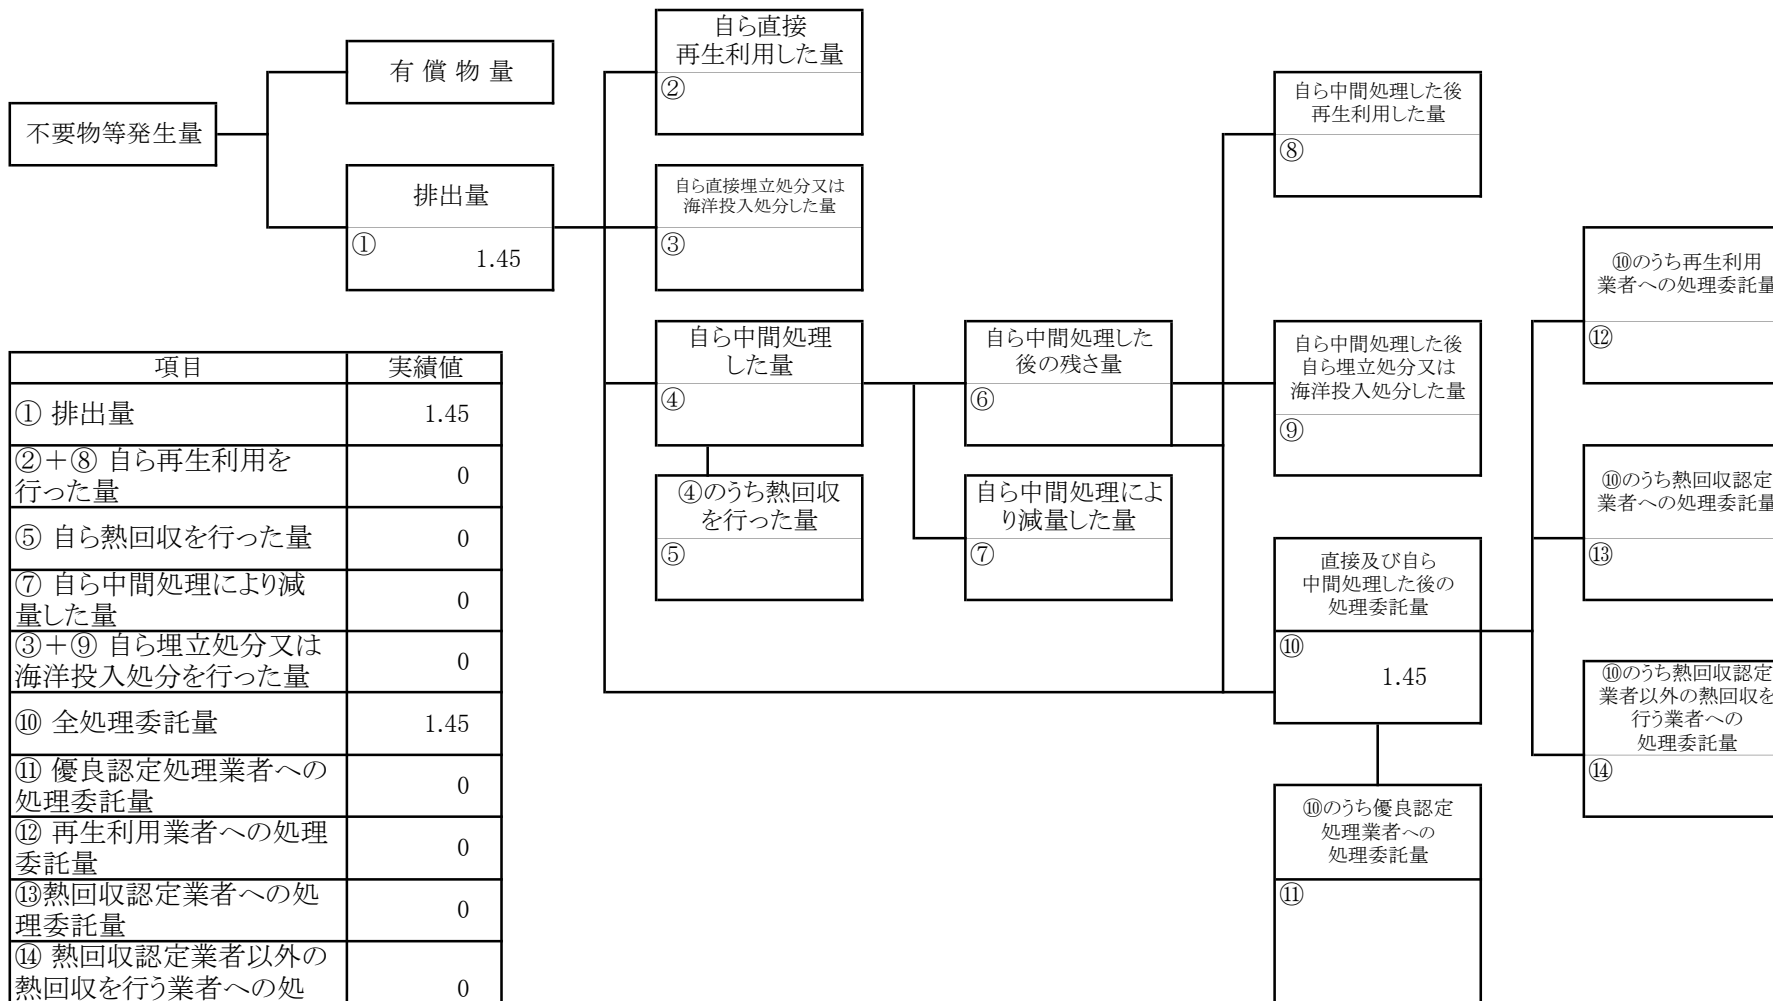 不要物等発生量
有 償 物 量
排出量
①
1.45
自ら直接
再生利用した量
②
自ら直接埋立処分又は
海洋投入処分した量
③
自ら中間処理
した量
④
④のうち熱回収
を行った量
⑤
自ら中間処理した
後の残さ量
⑥
自ら中間処理によ
り減量した量
⑦
自ら中間処理した後
再生利用した量
⑧
自ら中間処理した後
自ら埋立処分又は
海洋投入処分した量
⑨
直接及び自ら
中間処理した後の
処理委託量
⑩
1.45
⑩のうち優良認定
処理業者への
処理委託量
⑪
⑩のうち再生利用
業者への処理委託量
⑫
⑩のうち熱回収認定
業者への処理委託量
⑬
⑩のうち熱回収認定
業者以外の熱回収を
行う業者への
処理委託量
⑭
項目 実績値
① 排出量 1.45
②+⑧ 自ら再生利用を
行った量 0
⑤ 自ら熱回収を行った量 0
⑦ 自ら中間処理により減
量した量 0
③+⑨ 自ら埋立処分又は
海洋投入処分を行った量 0
⑩ 全処理委託量 1.45
⑪ 優良認定処理業者への
処理委託量 0
⑫ 再生利用業者への処理
委託量 0
⑬熱回収認定業者への処
理委託量 0
⑭ 熱回収認定業者以外の
熱回収を行う業者への処 0